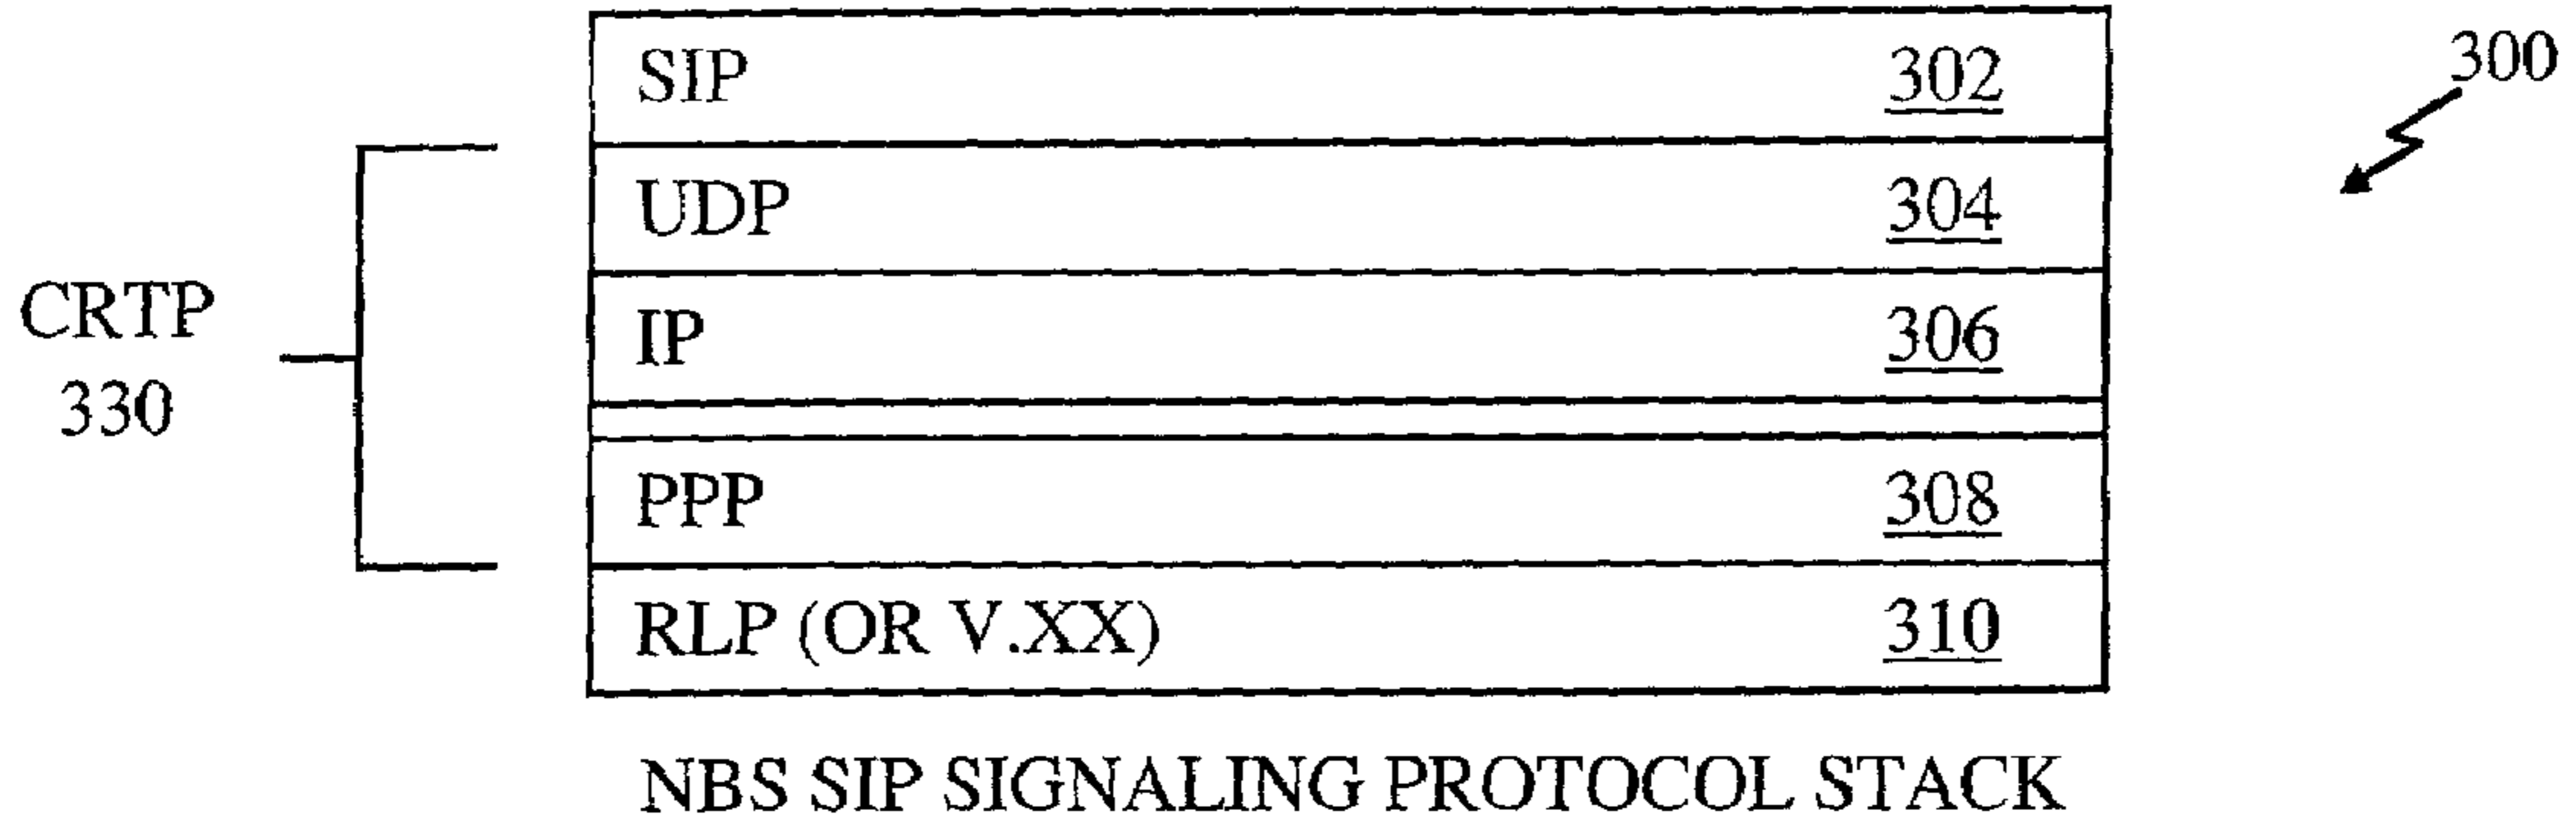 SIP 302
300
UDP 304
CRTP
330
IP 306
PPP 308
RLP (OR V.XX) 310
NBS SIP SIGNALING PROTOCOL STACK